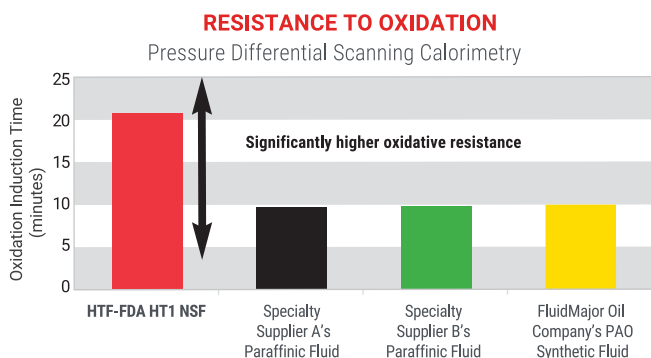 RESISTANCE TO OXIDATION
Pressure Differential Scanning Calorimetry
Oxidation Induction Time
(minutes)
25
20
15
10
5
0
Significantly higher oxidative resistance
HTF-FDA HT1 NSF
Specialty
Supplier A's
Paraffinic Fluid
Specialty
Supplier B's
Paraffinic Fluid
FluidMajor Oil
Company's PAO
Synthetic Fluid